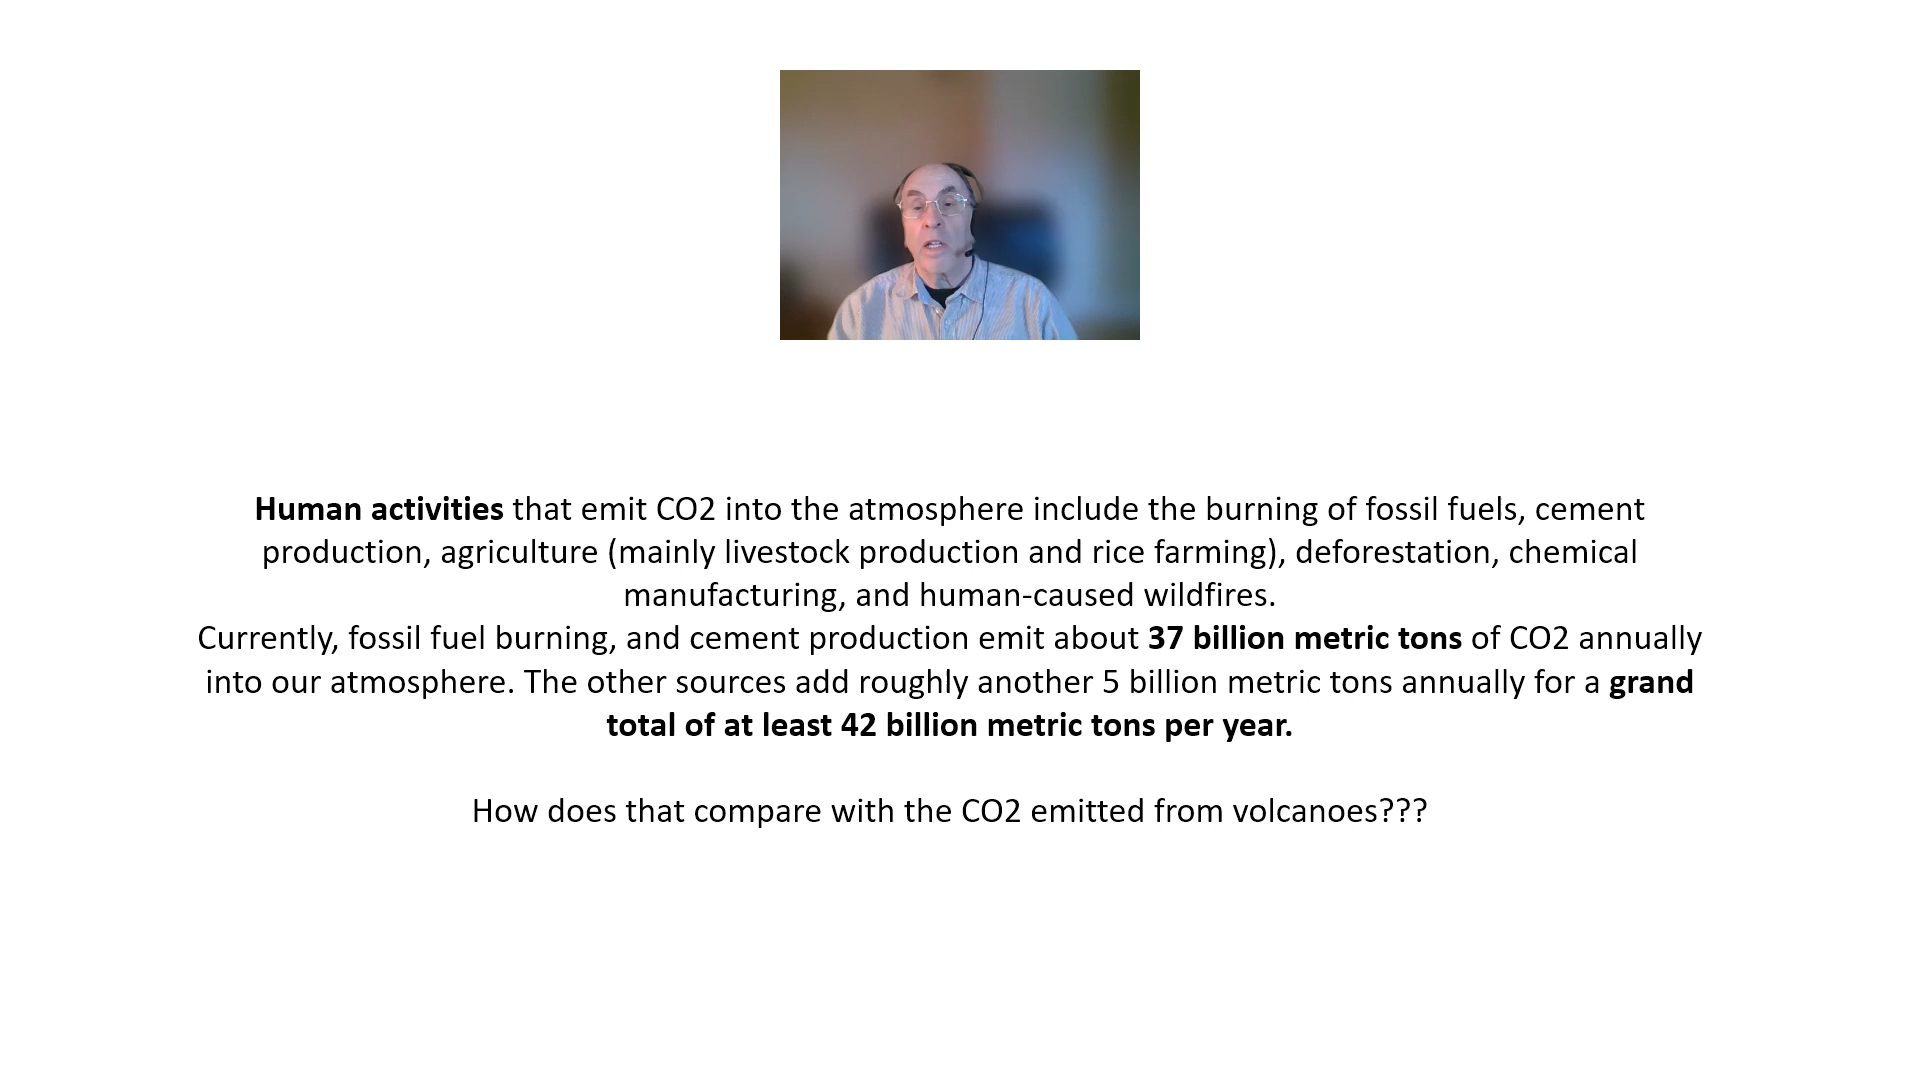 Human activities that emit CO2 into the atmosphere include the burning of fossil fuels, cement
production, agriculture (mainly livestock production and rice farming), deforestation, chemical
manufacturing, and human-caused wildfires.
Currently, fossil fuel burning, and cement production emit about 37 billion metric tons of CO2 annually
into our atmosphere. The other sources add roughly another 5 billion metric tons annually for a grand
total of at least 42 billion metric tons per year.
How does that compare with the CO2 emitted from volcanoes???